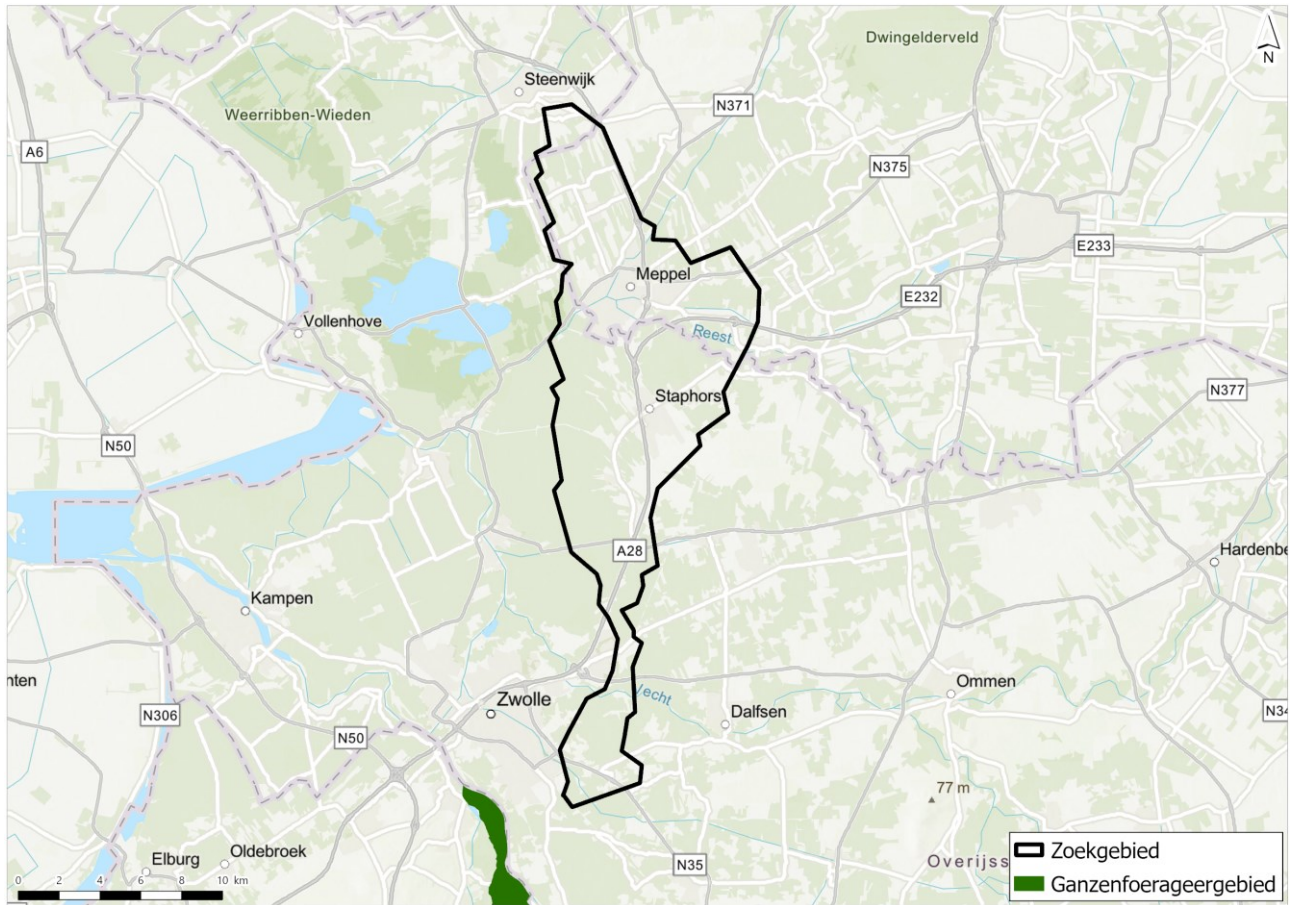 Dwingelderveld
N
Steenwijk
Weerribben-Wieden
N371
A6
N375
E233
Meppel
E232
Vollenhove
Reest
N377
Staphors
N50
A28
Hardenbe
Kampen
nten
Ommen
Vecht
Zwolle
Dalfsen
N306
N34
N50
77 m
Zoekgebied
Overijss
Oldebroek
Elburg
N35
0 2 4 6 8 10 km
Ganzenfoerageergebied